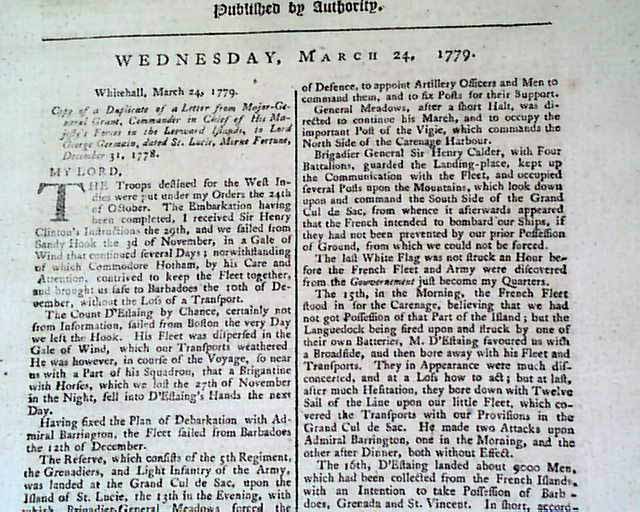 Published by Authority.
WEDNESDAY, MARCH 24, 1779.
Whitehall, March 24, 1779.
Copy of a Duplicate of a Letter from Major-Ge-
neral Grant, Commander in Chief of His Ma-
jesty's Forces in the Leeward Islands, to Lord
George Germain, dated St. Lucie, Morne Fortune,
December 31, 1778.
MY LORD,
THE Troops destined for the West In-
dies were put under my Orders the 24th
of October. The Embarkation having
been completed, I received Sir Henry
Clinton's Instructions the 29th, and we sailed from
Sandy Hook the 3d of November, in a Gale of
Wind that continued several Days; notwithstanding
of which Commodore Hotham, by his Care and
Attention, contrived to keep the Fleet together,
and brought us safe to Barbadoes the 10th of De-
cember, without the Loss of a Transport.
The Count D'Estaing by Chance, certainly not
from Information, sailed from Boston the very Day
we left the Hook. His Fleet was dispersed in the
Gale of Wind, which our Transports weathered
He was however, in course of the Voyage, so near
us with a Part of his Squadron, that a Brigantine
with Horses, which we lost the 27th of November
in the Night, fell into D'Estaing's Hands the next
Day.
Having fixed the Plan of Debarkation with Ad-
miral Barrington, the Fleet sailed from Barbadoes
the 12th of December.
The Reserve, which consists of the 5th Regiment,
the Grenadiers, and Light Infantry of the Army,
was landed at the Grand Cul de Sac, upon the
Island of St. Lucie, the 13th in the Evening, with
which Brigadier-General Meadows forced the
of Defence, to appoint Artillery Officers and Men to
command them, and to fix Posts for their Support.
General Meadows, after a short Halt, was di-
rected to continue his March, and to occupy the
important Post of the Vigie, which commands the
North Side of the Carenage Harbour.
Brigadier General Sir Henry Calder, with Four
Battalions, guarded the Landing-place, kept up
the Communication with the Fleet, and occupied
several Posts upon the Mountains, which look down
upon and command the South Side of the Grand
Cul de Sac, from whence it afterwards appeared
that the French intended to bombard our Ships, if
they had not been prevented by our prior Possession
of Ground, from which we could not be forced.
The last White Flag was not struck an Hour be-
fore the French Fleet and Army were discovered
from the Gouvernement just become my Quarters.
The 15th, in the Morning, the French Fleet
stood in for the Carenage, believing that we had
not got Possession of that Part of the Island; but the
Languedock being fired upon and struck by one of
their own Batteries, M. D'Estaing favoured us with
a Broadside, and then bore away with his Fleet and
Transports. They in Appearance were much dis-
concerted, and at a Loss how to act; but at last,
after much Hesitation, they bore down with Twelve
Sail of the Line upon our little Fleet, which co-
vered the Transports with our Provisions in the
Grand Cul de Sac. He made two Attacks upon
Admiral Barrington, one in the Morning, and the
other after Dinner, both without Effect.
The 16th, D'Estaing landed about 9000 Men,
which had been collected from the French Islands,
with an Intention to take Possession of Barb-
does, Grenada and St. Vincent. In short, accord-